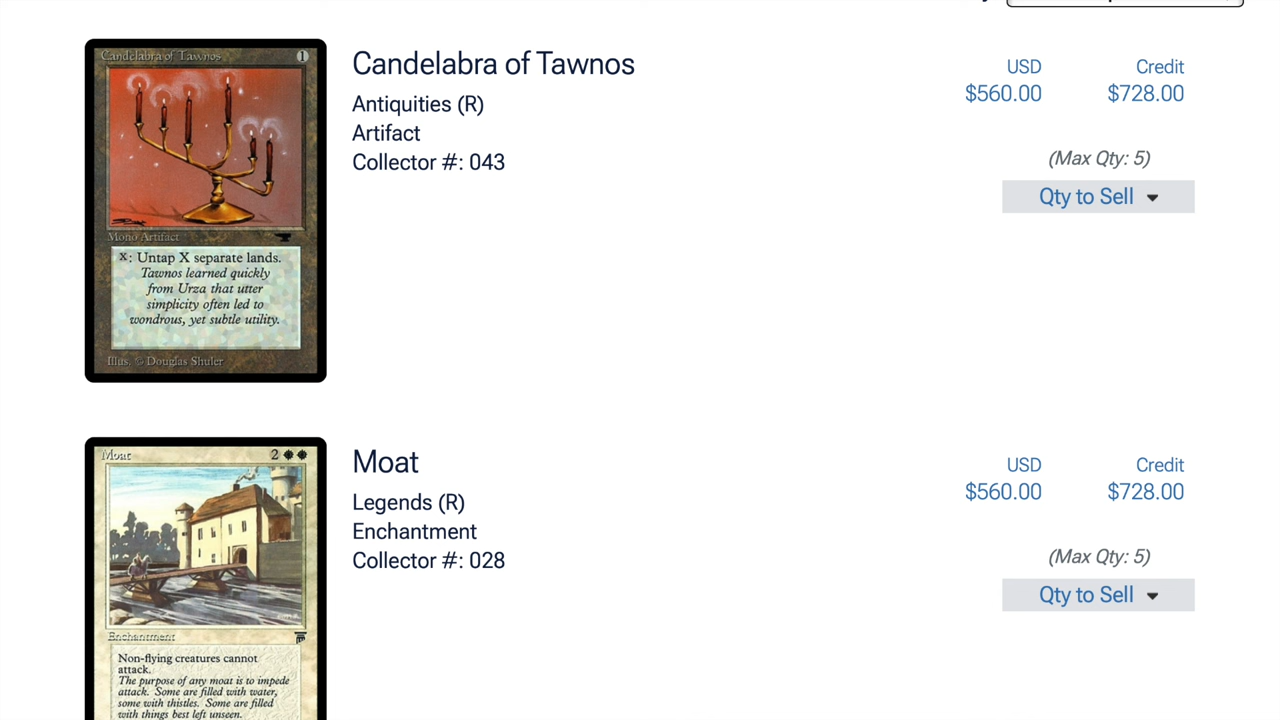 Candelabra of Tawnos
1
Mono Artifact
X: Untap X separate lands.
Tawnos learned quickly
from Urza that utter
simplicity often led to
wondrous, yet subtle utility.
Illus. © Douglas Shuler
Candelabra of Tawnos
Antiquities (R)
Artifact
Collector #: 043
USD
$560.00
Credit
$728.00
(Max Qty: 5)
Qty to Sell
Moat
2
Enchantment
Non-flying creatures cannot
attack.
The purpose of any moat is to impede
attack. Some are filled with water,
some with thistles. Some are filled
with things best left unseen.
Moat
Legends (R)
Enchantment
Collector #: 028
USD
$560.00
Credit
$728.00
(Max Qty: 5)
Qty to Sell